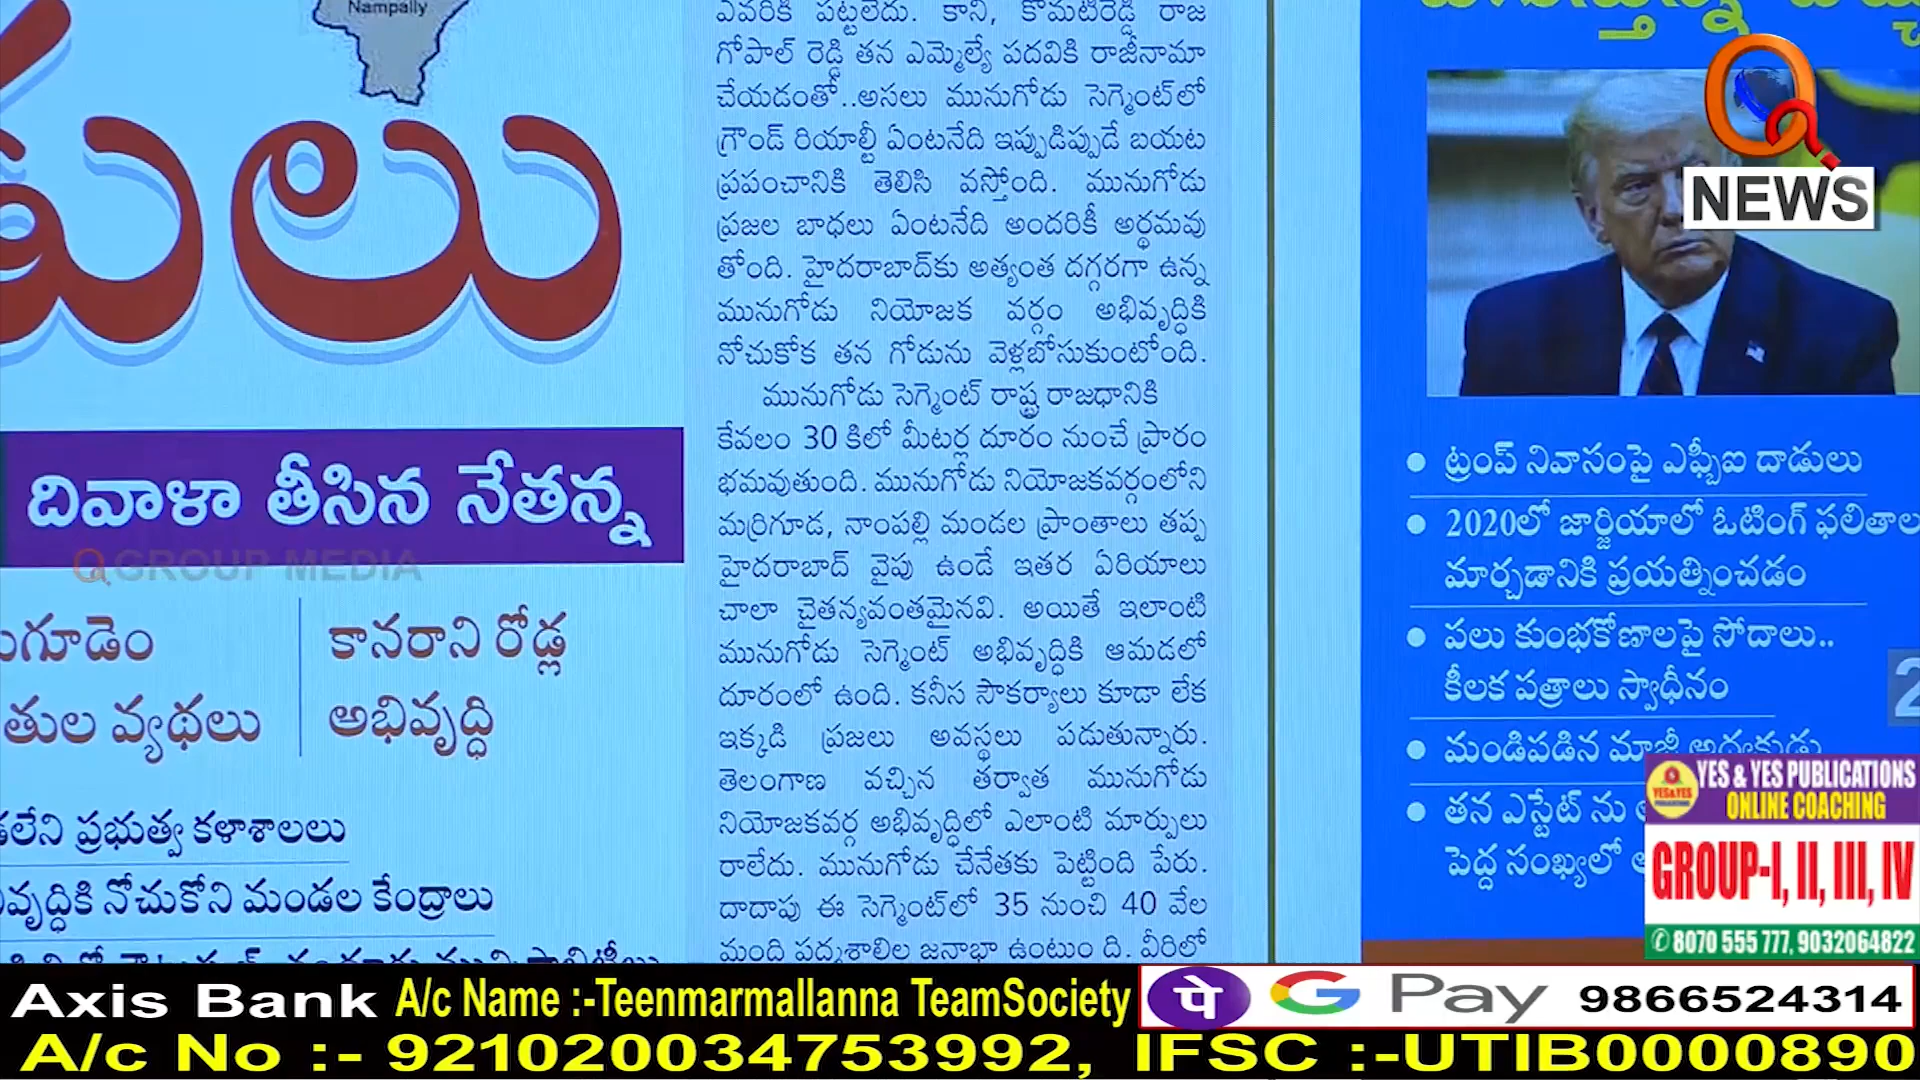 Nampally
ులు
దివాళా తీసిన నేతన్న
Q GROUP MEDIA
గూడెం
తుల వ్యథలు
కానరాని రోడ్ల
అభివృద్ధి
లేని ప్రభుత్వ కళాశాలలు
వృద్ధికి నోచుకోని మండల కేంద్రాలు
ఎవరికి పట్టలేదు. కాని, కోమటిరెడ్డి రాజ
గోపాల్ రెడ్డి తన ఎమ్మెల్యే పదవికి రాజీనామా
చేయడంతో..అసలు మునుగోడు సెగ్మెంట్‌లో
గ్రౌండ్ రియాల్టీ ఏంటనేది ఇప్పుడిప్పుడే బయట
ప్రపంచానికి తెలిసి వస్తోంది. మునుగోడు
ప్రజల బాధలు ఏంటనేది అందరికీ అర్థమవు
తోంది. హైదరాబాద్‌కు అత్యంత దగ్గరగా ఉన్న
మునుగోడు నియోజక వర్గం అభివృద్ధికి
నోచుకోక తన గోడును వెళ్లబోసుకుంటోంది.
మునుగోడు సెగ్మెంట్ రాష్ట్ర రాజధానికి
కేవలం 30 కిలో మీటర్ల దూరం నుంచే ప్రారం
భమవుతుంది. మునుగోడు నియోజకవర్గంలోని
మర్రిగూడ, నాంపల్లి మండల ప్రాంతాలు తప్ప
హైదరాబాద్ వైపు ఉండే ఇతర ఏరియాలు
చాలా చైతన్యవంతమైనవి. అయితే ఇలాంటి
మునుగోడు సెగ్మెంట్ అభివృద్ధికి ఆమడలో
దూరంలో ఉంది. కనీస సౌకర్యాలు కూడా లేక
ఇక్కడి ప్రజలు అవస్థలు పడుతున్నారు.
తెలంగాణ వచ్చిన తర్వాత మునుగోడు
నియోజకవర్గ అభివృద్ధిలో ఎలాంటి మార్పులు
రాలేదు. మునుగోడు చేనేతకు పెట్టింది పేరు.
దాదాపు ఈ సెగ్మెంట్‌లో 35 నుంచి 40 వేల
మంది పద్మశాలిల జనాభా ఉంటుం ది. వీరిలో
Q
NEWS
• ట్రంప్ నివాసంపై ఎఫ్బీఐ దాడులు
• 2020లో జార్జియాలో ఓటింగ్ ఫలితాల
మార్చడానికి ప్రయత్నించడం
• పలు కుంభకోణాలపై సోదాలు..
కీలక పత్రాలు స్వాధీనం
• మండిపడిన మాజీ అధ్యక్షుడు
• తన ఎస్టేట్ ను
పెద్ద సంఖ్యలో
2
YES & YES PUBLICATIONS
ONLINE COACHING
GROUP-I, II, III, IV
8070 555 777, 9032064822
Axis Bank A/c Name :-Teenmarmallanna TeamSociety
पे G Pay 9866524314
A/c No :- 921020034753992, IFSC :-UTIB0000890